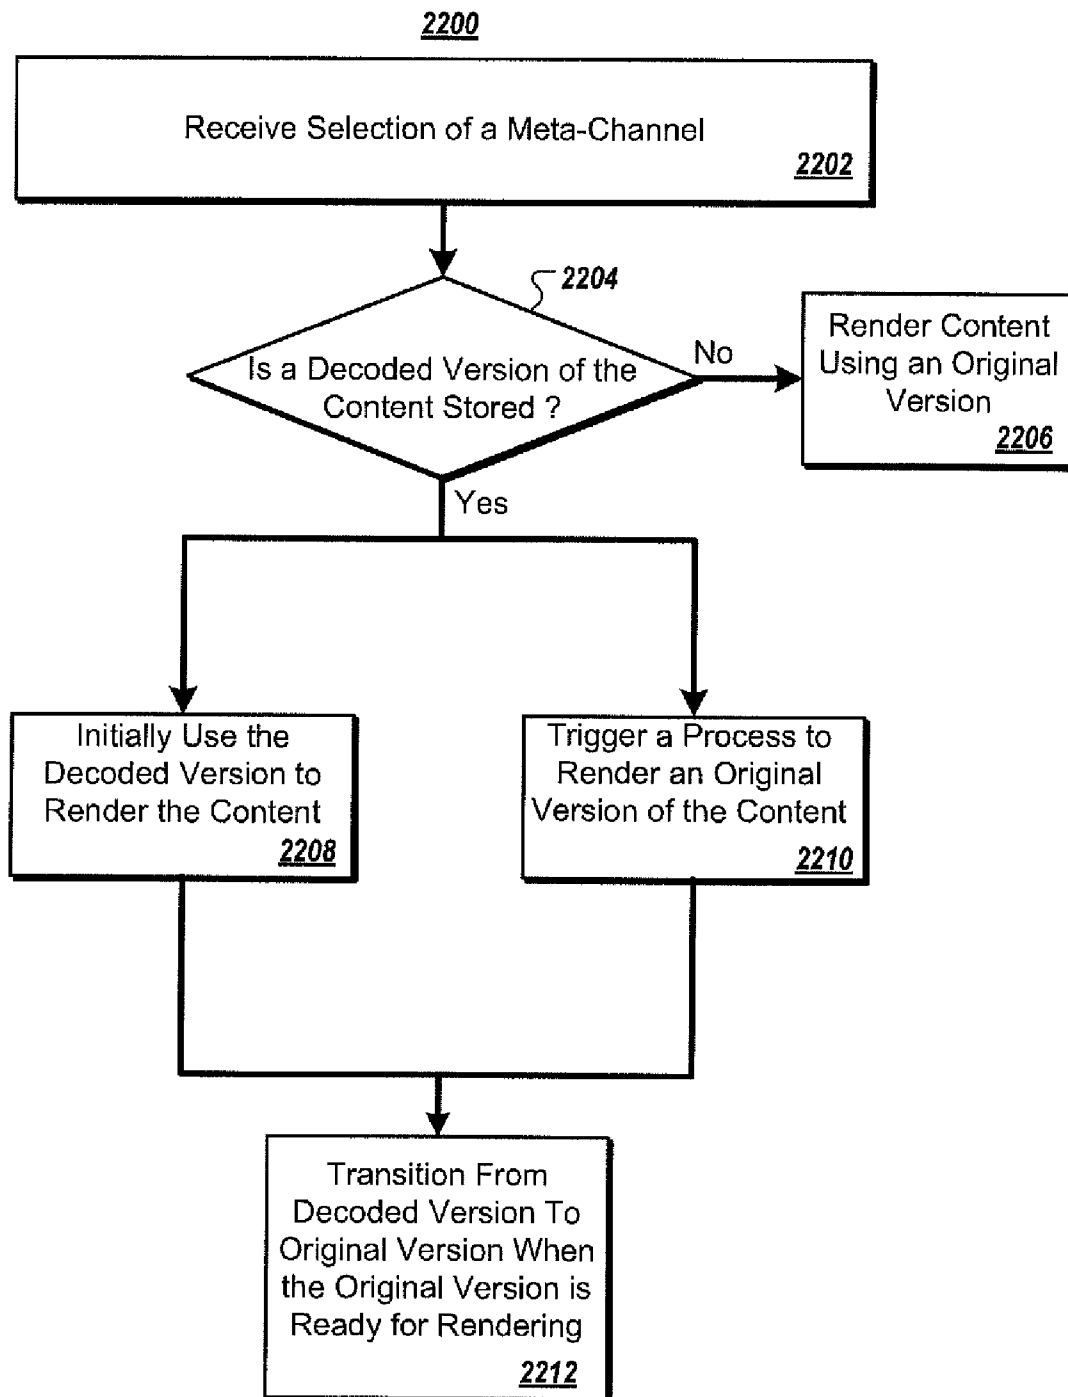 2200
Receive Selection of a Meta-Channel
2202
2204
Is a Decoded Version of the
Content Stored ?
No
Render Content
Using an Original
Version
2206
Yes
Initially Use the
Decoded Version to
Render the Content
2208
Trigger a Process to
Render an Original
Version of the Content
2210
Transition From
Decoded Version To
Original Version When
the Original Version is
Ready for Rendering
2212